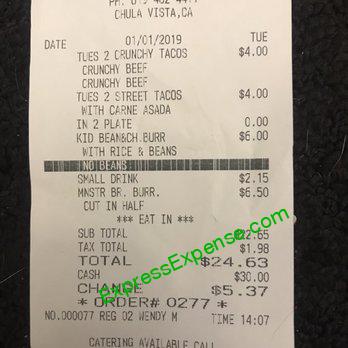 PH. 619 482 4411
CHULA VISTA,CA
DATE 01/01/2019 TUE
TUES 2 CRUNCHY TACOS $4.00
CRUNCHY BEEF
CRUNCHY BEEF
TUES 2 STREET TACOS $4.00
WITH CARNE ASADA
IN 2 PLATE 0.00
KID BEAN&CH.BURR $6.00
WITH RICE & BEANS
NO BEANS
SMALL DRINK $2.15
MNSTR BR. BURR. $6.50
CUT IN HALF
*** EAT IN ***
SUB TOTAL $22.65
TAX TOTAL $1.98
TOTAL $24.63
CASH $30.00
CHANGE $5.37
* ORDER# 0277 *
NO.000077 REG 02 WENDY M TIME 14:07
CATERING AVAILABLE CALL
ExpressExpense.com